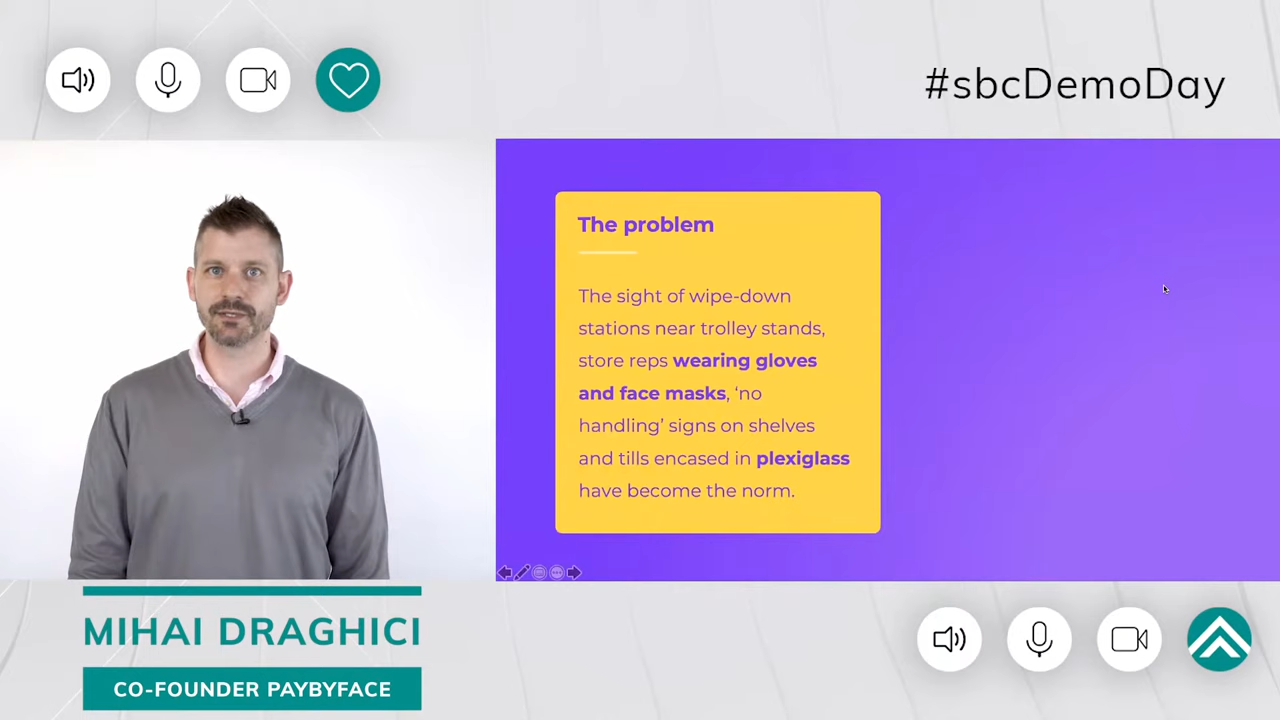 #sbcDemoDay
The problem
The sight of wipe-down
stations near trolley stands,
store reps wearing gloves
and face masks, ‘no
handling’ signs on shelves
and tills encased in plexiglass
have become the norm.
MIHAI DRAGHICI
CO-FOUNDER PAYBYFACE